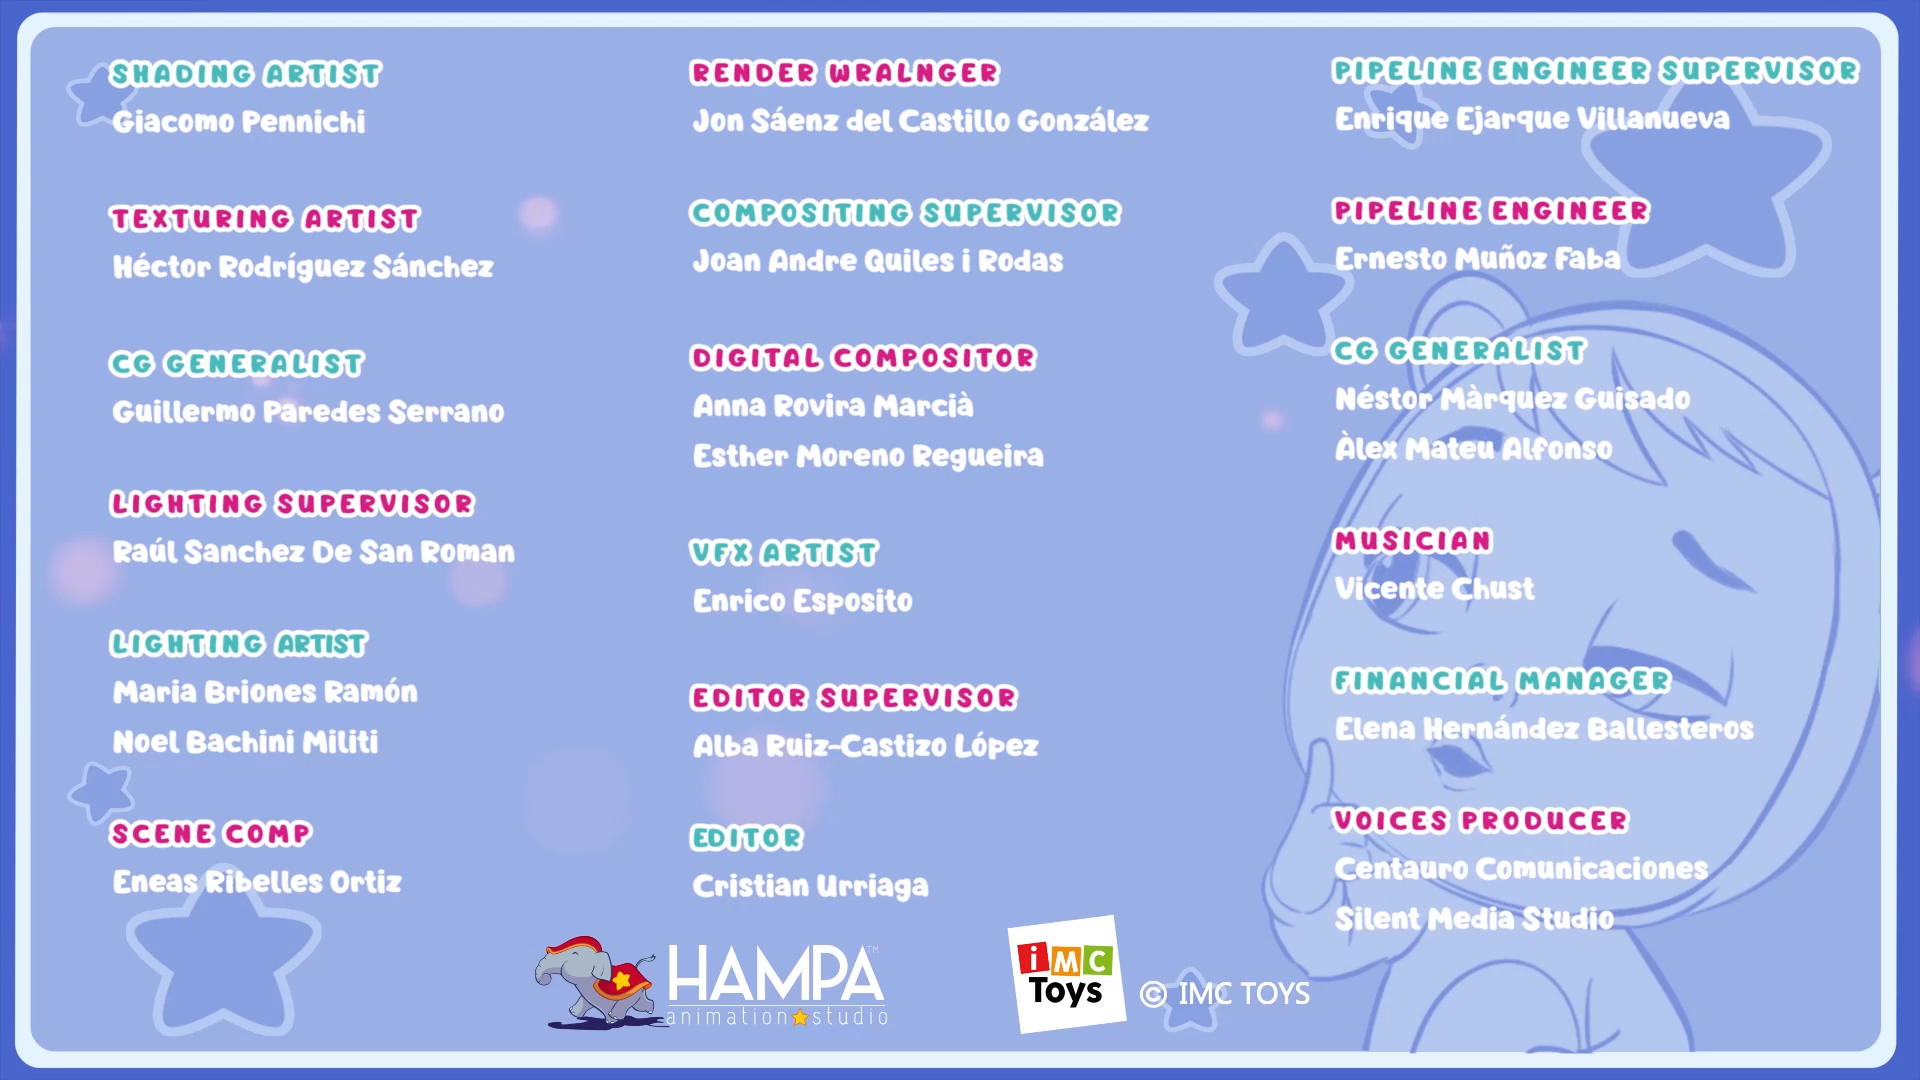 SHADING ARTIST
Giacomo Pennichi
TEXTURING ARTIST
Héctor Rodríguez Sánchez
CG GENERALIST
Guillermo Paredes Serrano
LIGHTING SUPERVISOR
Raúl Sanchez De San Roman
LIGHTING ARTIST
Maria Briones Ramón
Noel Bachini Militi
SCENE COMP
Eneas Ribelles Ortiz
RENDER WRALNGER
Jon Sáenz del Castillo González
COMPOSITING SUPERVISOR
Joan Andre Quiles i Rodas
DIGITAL COMPOSITOR
Anna Rovira Marcià
Esther Moreno Regueira
VFX ARTIST
Enrico Esposito
EDITOR SUPERVISOR
Alba Ruiz-Castizo López
EDITOR
Cristian Urriaga
PIPELINE ENGINEER SUPERVISOR
Enrique Ejarque Villanueva
PIPELINE ENGINEER
Ernesto Muñoz Faba
CG GENERALIST
Néstor Màrquez Guisado
Àlex Mateu Alfonso
MUSICIAN
Vicente Chust
FINANCIAL MANAGER
Elena Hernández Ballesteros
VOICES PRODUCER
Centauro Comunicaciones
Silent Media Studio
HAMPA™
animation studio
iMC
Toys
© IMC TOYS